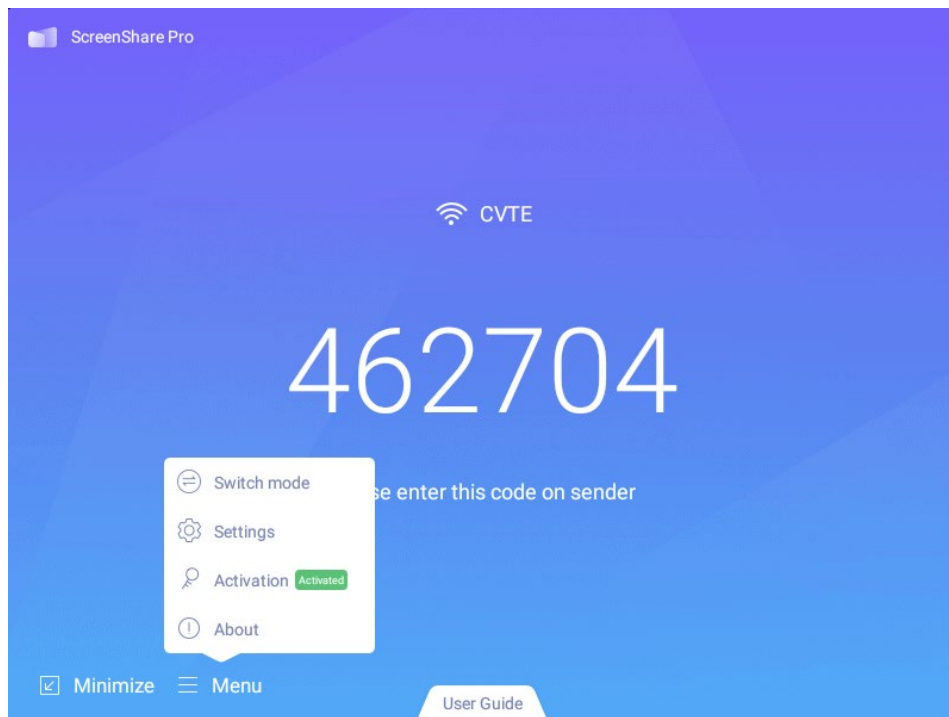 ScreenShare Pro
CVTE
462704
Switch mode
se enter this code on sender
Settings
Activation Activated
About
Minimize Menu
User Guide